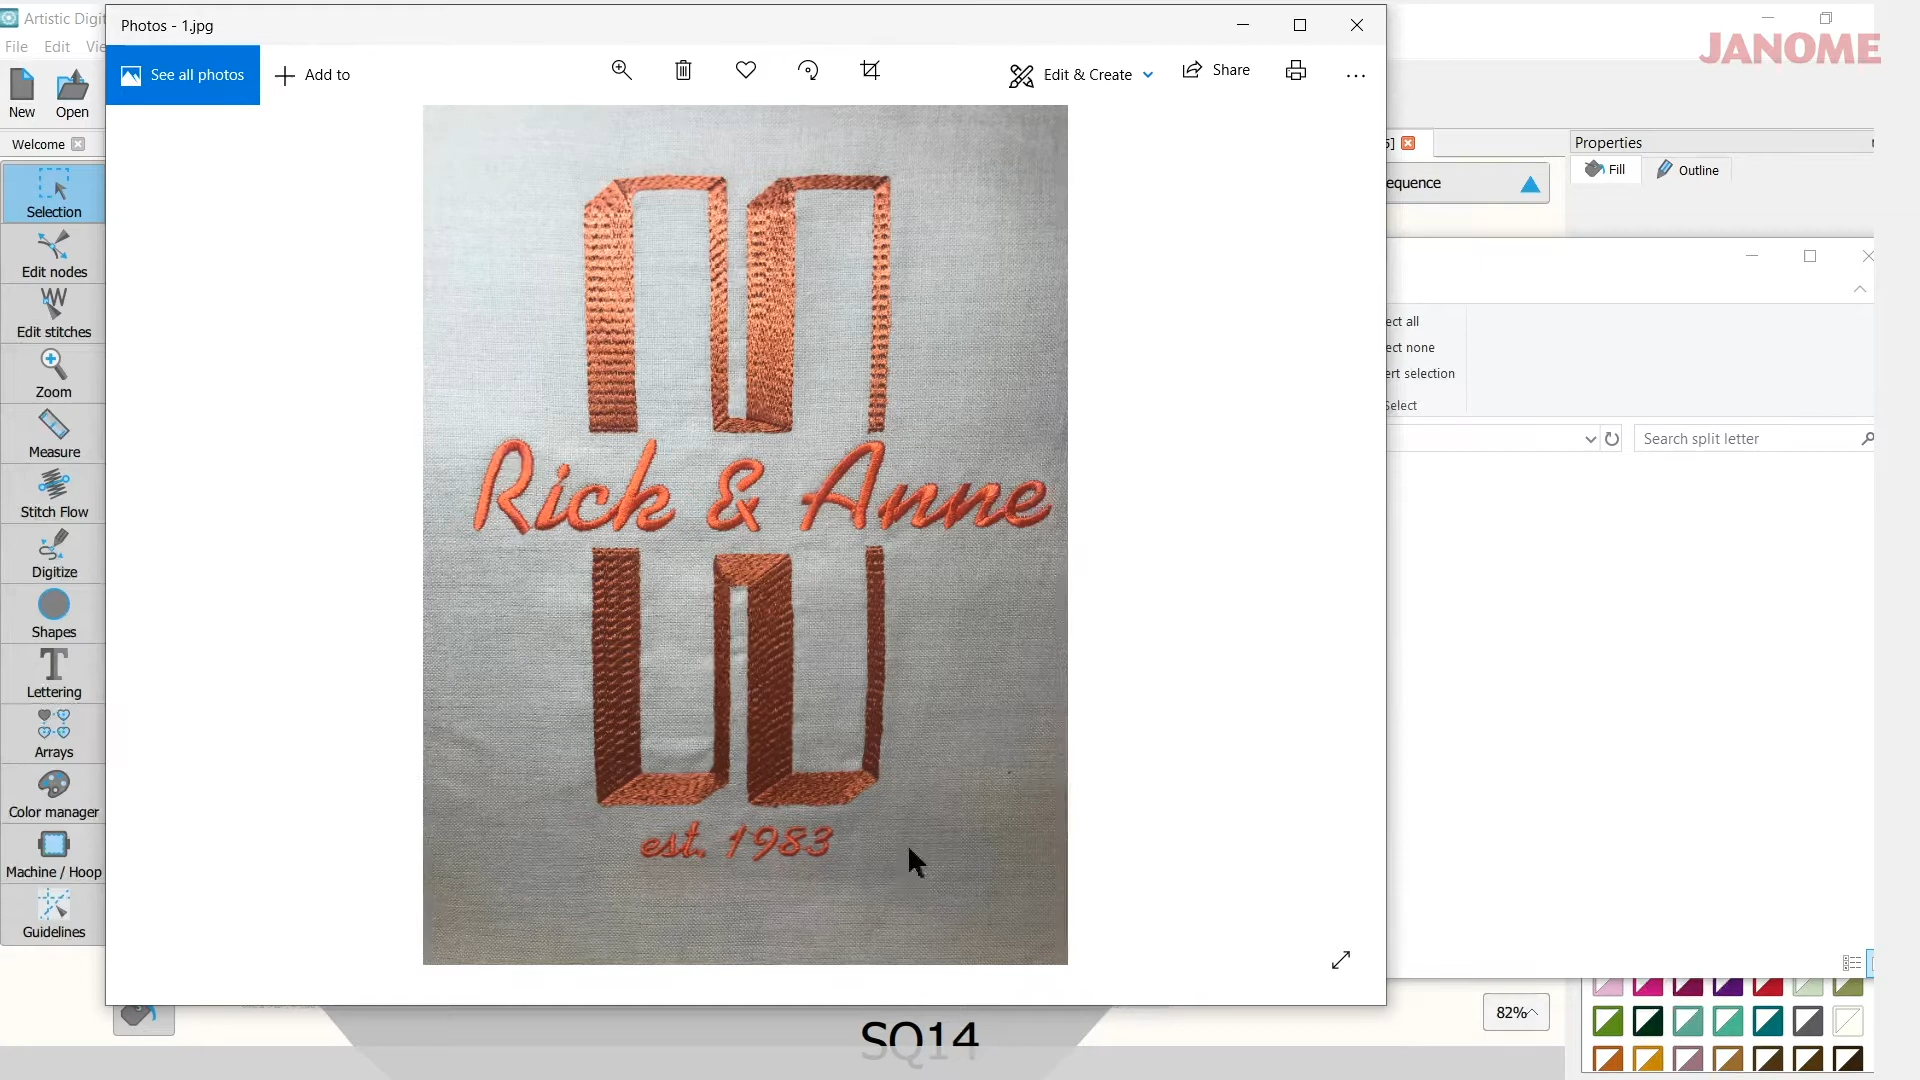 Artistic Digit
Photos - 1.jpg
JANOME
File Edit Vie
See all photos
Add to
Edit & Create
Share
New Open
Welcome
Properties
Fill Outline
equence
Selection
Edit nodes
Edit stitches
Zoom
Measure
Stitch Flow
Digitize
Shapes
Lettering
Arrays
Color manager
Machine / Hoop
Guidelines
ect all
ect none
ert selection
Select
Search split letter
Rick & Anne
est. 1983
82%
SQ14